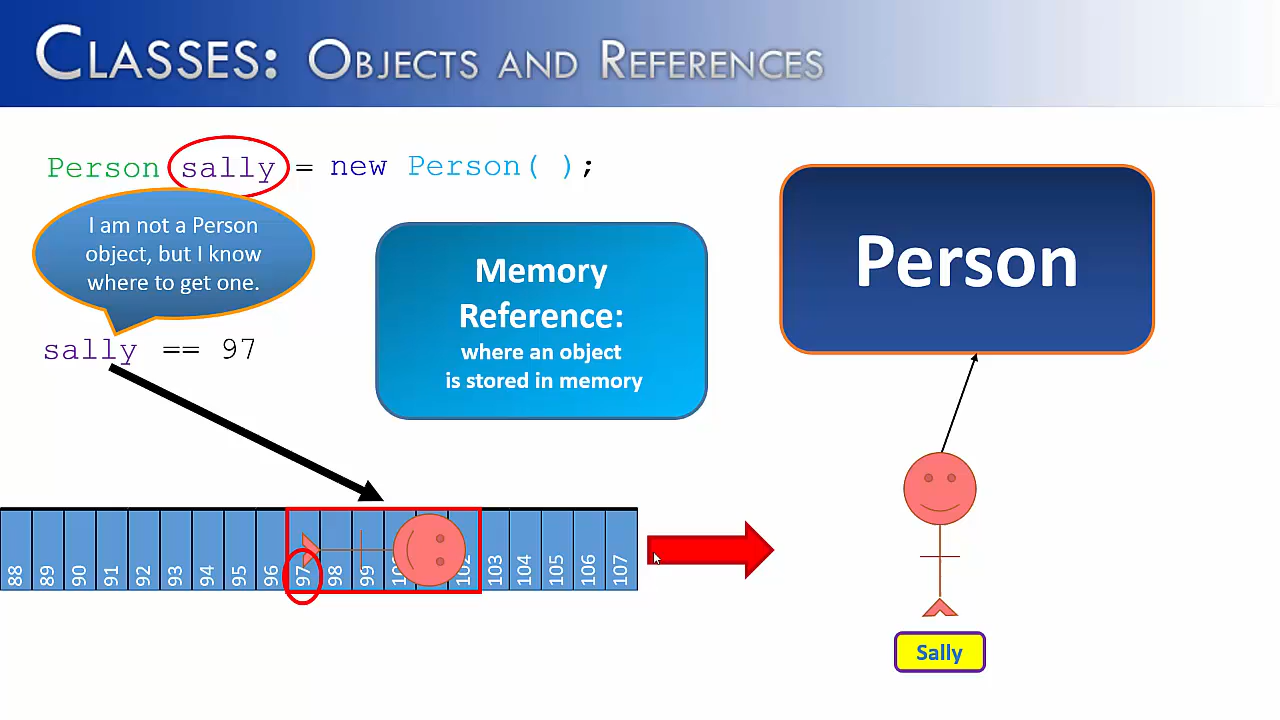 CLASSES: OBJECTS AND REFERENCES
Person sally = new Person( );
I am not a Person
object, but I know
where to get one.
sally == 97
Memory
Reference:
where an object
is stored in memory
Person
88 89 90 91 92 93 94 95 96 97 98 99 102 103 104 105 106 107
Sally